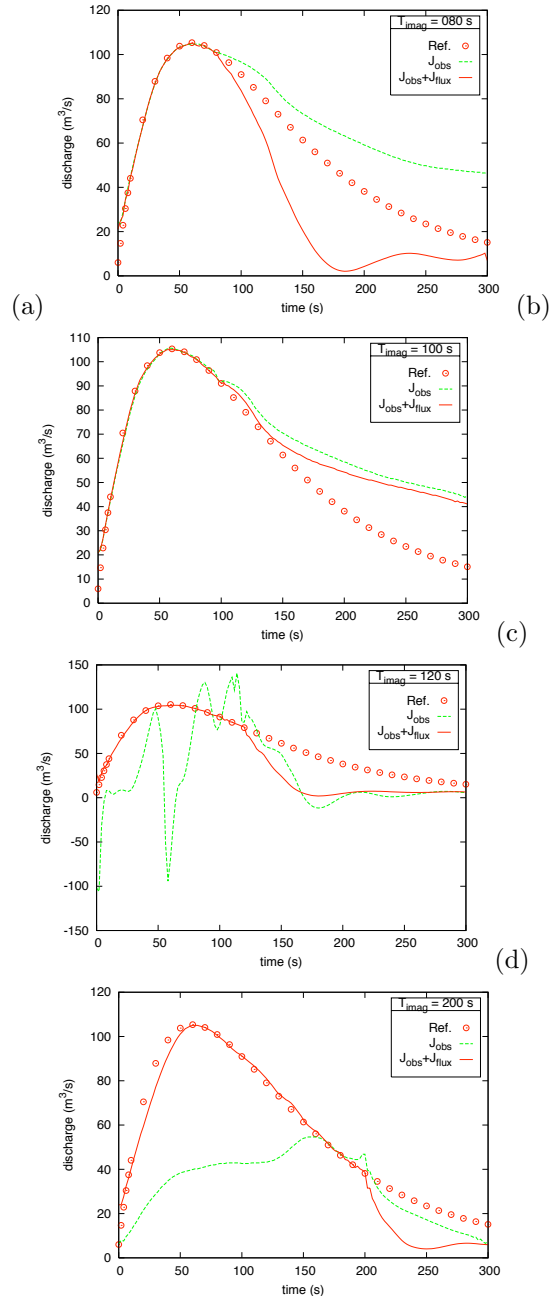 T_imag = 080 s
Ref.
J_obs
J_obs+J_flux
120
100
80
60
40
20
0
discharge (m³/s)
0 50 100 150 200 250 300
time (s)
(a)
(b)
T_imag = 100 s
Ref.
J_obs
J_obs+J_flux
110
100
90
80
70
60
50
40
30
20
10
0
discharge (m³/s)
0 50 100 150 200 250 300
time (s)
(c)
T_imag = 120 s
Ref.
J_obs
J_obs+J_flux
150
100
50
0
-50
-100
-150
discharge (m³/s)
0 50 100 150 200 250 300
time (s)
(d)
T_imag = 200 s
Ref.
J_obs
J_obs+J_flux
120
100
80
60
40
20
0
discharge (m³/s)
0 50 100 150 200 250 300
time (s)